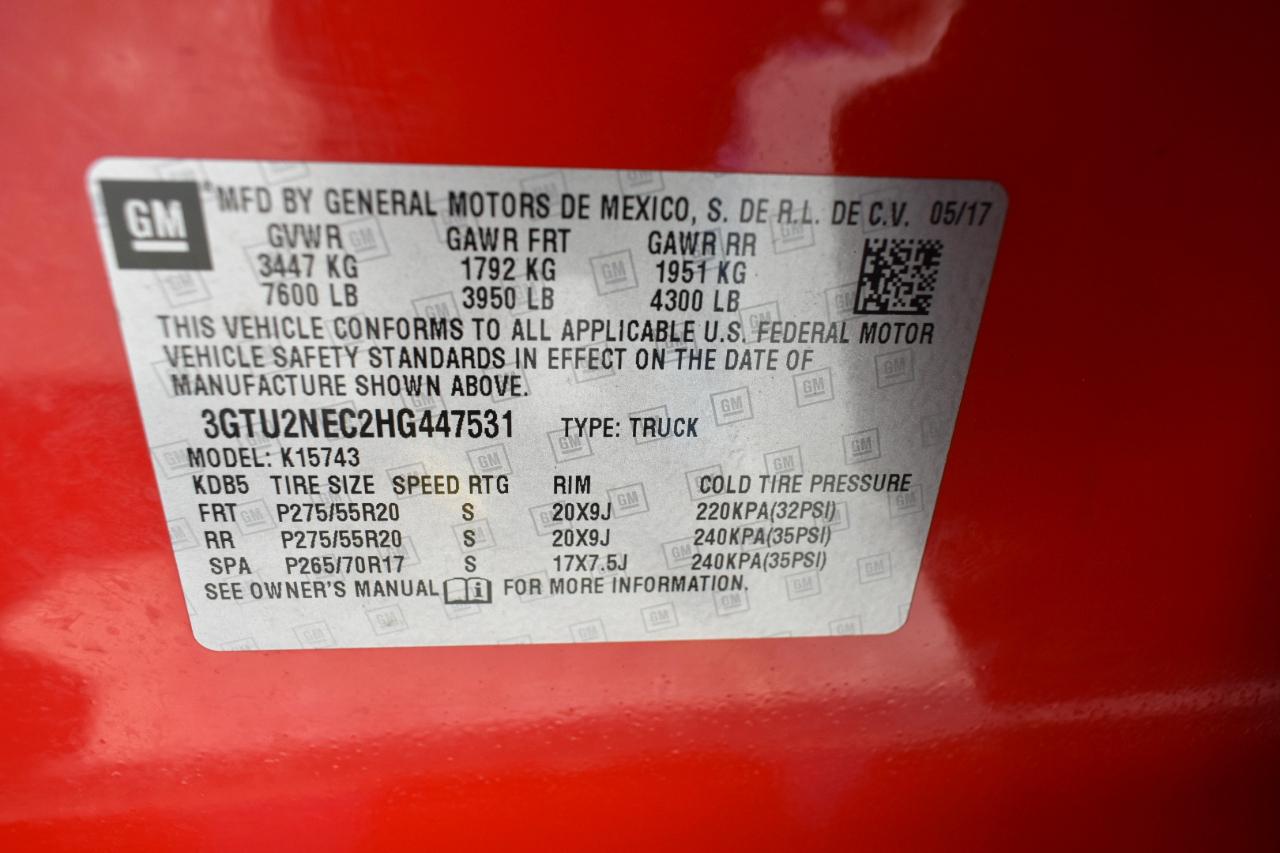 GM
MFD BY GENERAL MOTORS DE MEXICO, S. DE R.L. DE C.V. 05/17
GVWR GAWR FRT GAWR RR
3447 KG 1792 KG 1951 KG
7600 LB 3950 LB 4300 LB
THIS VEHICLE CONFORMS TO ALL APPLICABLE U.S. FEDERAL MOTOR
VEHICLE SAFETY STANDARDS IN EFFECT ON THE DATE OF
MANUFACTURE SHOWN ABOVE.
3GTU2NEC2HG447531 TYPE: TRUCK
MODEL: K15743
KDB5 TIRE SIZE SPEED RTG RIM COLD TIRE PRESSURE
FRT P275/55R20 S 20X9J 220KPA(32PSI)
RR P275/55R20 S 20X9J 240KPA(35PSI)
SPA P265/70R17 S 17X7.5J 240KPA(35PSI)
SEE OWNER'S MANUAL i FOR MORE INFORMATION.